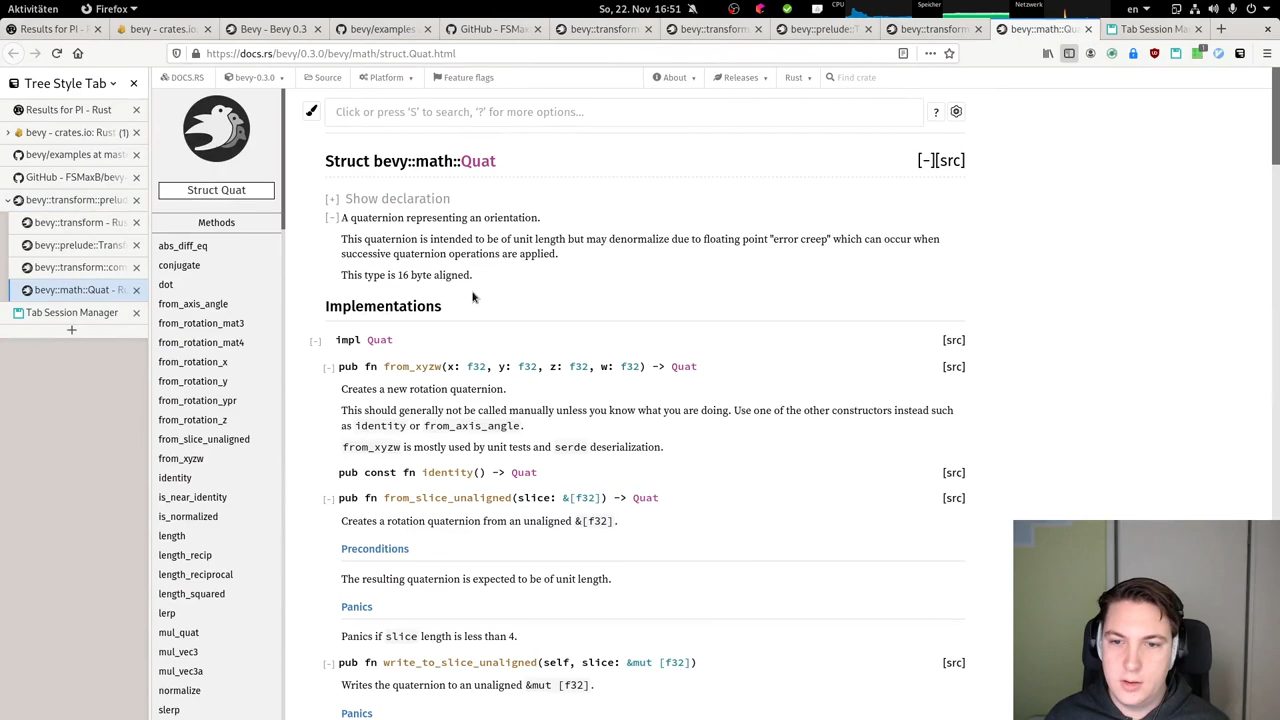 Aktivitäten
Firefox
So, 22. Nov 16:51
CPU
Speicher
Netzwerk
en
Results for PI - R
bevy - crates.io:
Bevy - Bevy 0
bevy/examples
GitHub - FSMaxB
bevy::transform
bevy::transform
bevy::prelude::T
bevy::transform
bevy::math::Qua
Tab Session Man
https://docs.rs/bevy/0.3.0/bevy/math/struct.Quat.html
Tree Style Tab
Results for PI - Rust
bevy - crates.io: Rust (1)
bevy/examples at mast
GitHub - FSMaxB/bevy-
bevy::transform::prelud
bevy::transform - Rus
bevy::prelude::Transf
bevy::transform::com
bevy::math::Quat - Ru
Tab Session Manager
DOCS.RS
bevy-0.3.0
Source
Platform
Feature flags
About
Releases
Rust
Find crate
Struct Quat
Methods
abs_diff_eq
conjugate
dot
from_axis_angle
from_rotation_mat3
from_rotation_mat4
from_rotation_x
from_rotation_y
from_rotation_ypr
from_rotation_z
from_slice_unaligned
from_xyzw
identity
is_near_identity
is_normalized
length
length_recip
length_reciprocal
length_squared
lerp
mul_quat
mul_vec3
mul_vec3a
normalize
slerp
Click or press ‘S’ to search, ‘?’ for more options…
?
Struct bevy::math::Quat
[-][src]
[+] Show declaration
[-] A quaternion representing an orientation.
This quaternion is intended to be of unit length but may denormalize due to floating point "error creep" which can occur when
successive quaternion operations are applied.
This type is 16 byte aligned.
Implementations
[-] impl Quat [src]
[-] pub fn from_xyzw(x: f32, y: f32, z: f32, w: f32) -> Quat [src]
Creates a new rotation quaternion.
This should generally not be called manually unless you know what you are doing. Use one of the other constructors instead such
as identity or from_axis_angle.
from_xyzw is mostly used by unit tests and serde deserialization.
pub const fn identity() -> Quat [src]
[-] pub fn from_slice_unaligned(slice: &[f32]) -> Quat [src]
Creates a rotation quaternion from an unaligned &[f32].
Preconditions
The resulting quaternion is expected to be of unit length.
Panics
Panics if slice length is less than 4.
[-] pub fn write_to_slice_unaligned(self, slice: &mut [f32]) [src]
Writes the quaternion to an unaligned &mut [f32].
Panics